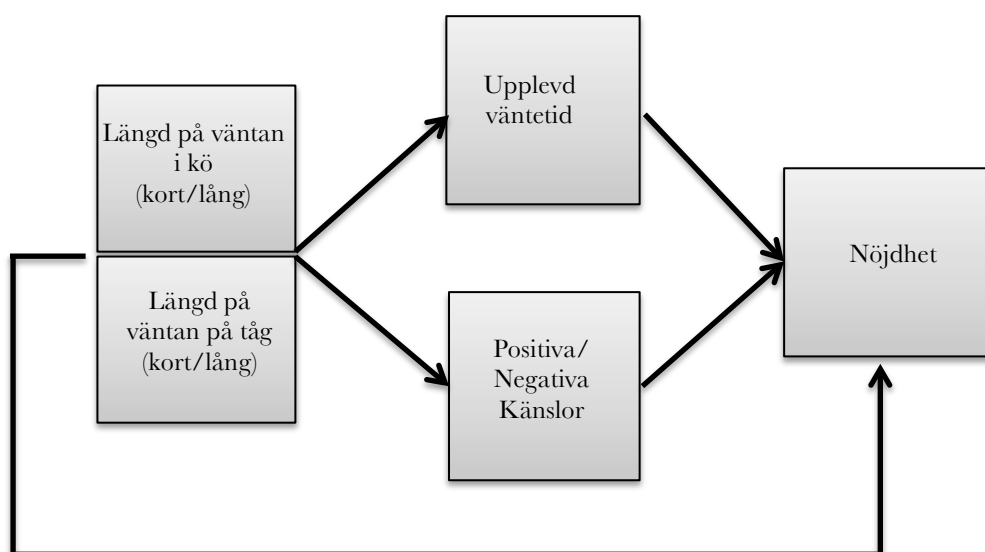 Längd på väntan
i kö
(kort/lång)
Längd på
väntan på tåg
(kort/lång)
Upplevd
väntetid
Positiva/
Negativa
Känslor
Nöjdhet